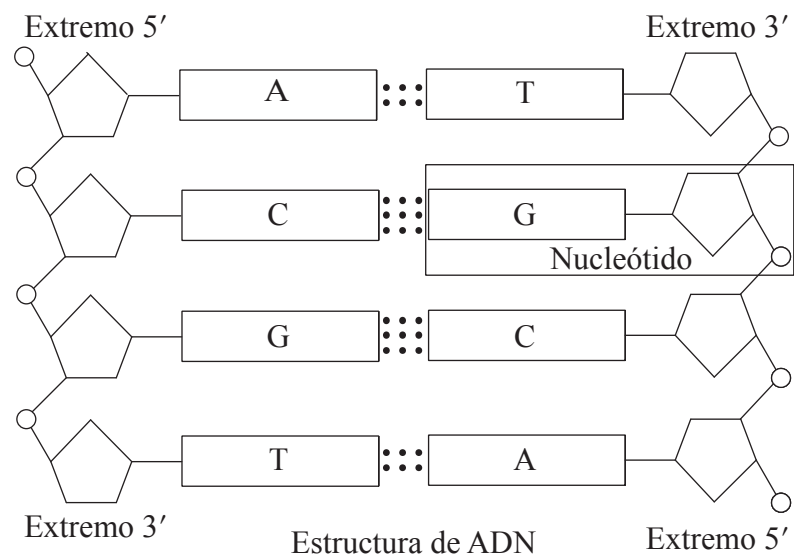 Extremo 5′ Extremo 3′
A T
C G
Nucleótido
G C
T A
Extremo 3′ Estructura de ADN Extremo 5′